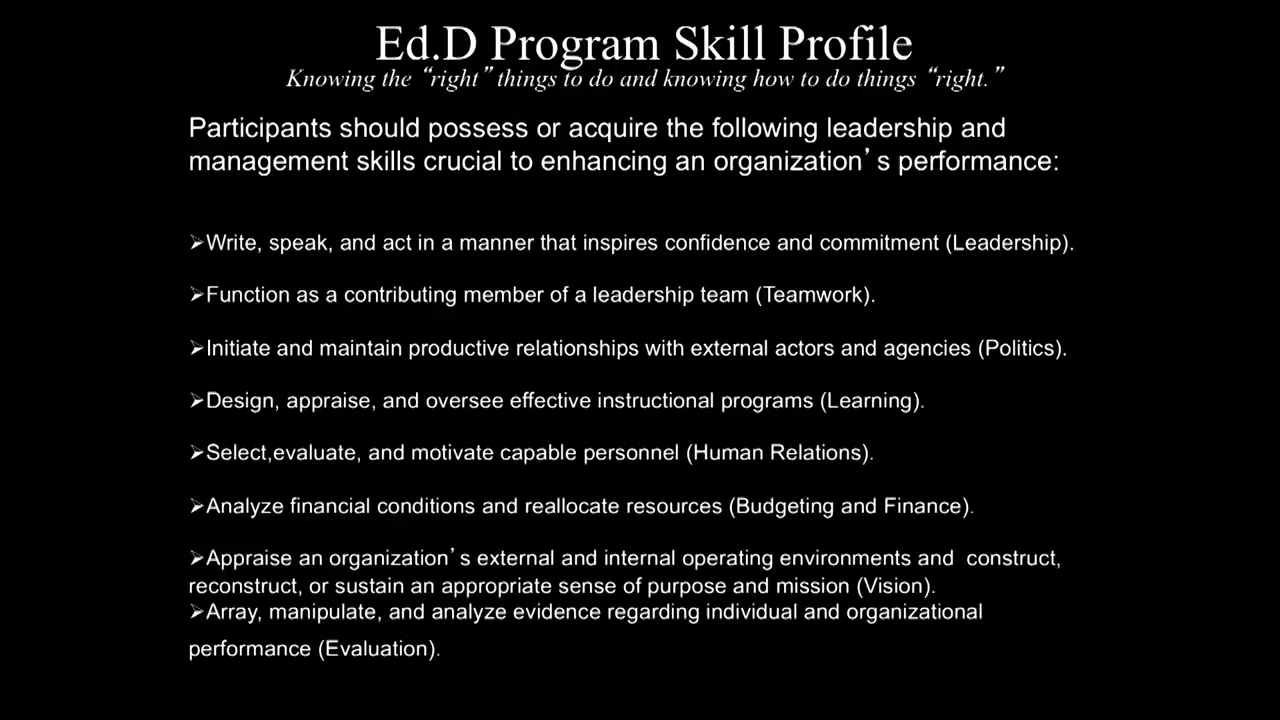 Ed.D Program Skill Profile
Knowing the “right” things to do and knowing how to do things “right.”
Participants should possess or acquire the following leadership and
management skills crucial to enhancing an organization’s performance:
➢Write, speak, and act in a manner that inspires confidence and commitment (Leadership).
➢Function as a contributing member of a leadership team (Teamwork).
➢Initiate and maintain productive relationships with external actors and agencies (Politics).
➢Design, appraise, and oversee effective instructional programs (Learning).
➢Select,evaluate, and motivate capable personnel (Human Relations).
➢Analyze financial conditions and reallocate resources (Budgeting and Finance).
➢Appraise an organization’s external and internal operating environments and  construct,
reconstruct, or sustain an appropriate sense of purpose and mission (Vision).
➢Array, manipulate, and analyze evidence regarding individual and organizational
performance (Evaluation).